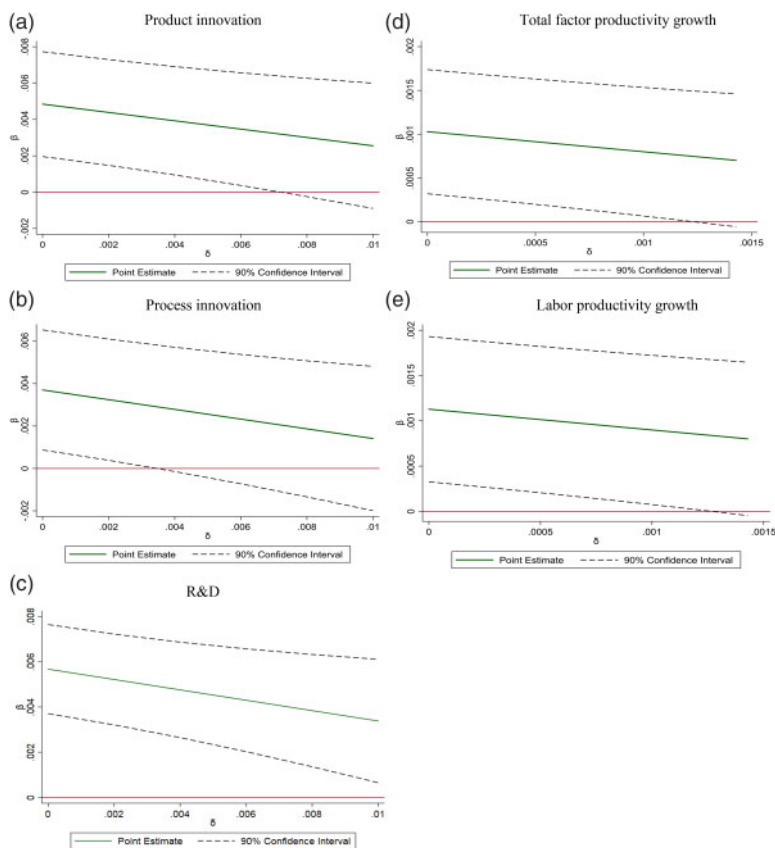 (a)
Product innovation
.008
.006
.004
.002
0
-.002
β
0
.002
.004
.006
.008
.01
δ
Point Estimate
90% Confidence Interval
(b)
Process innovation
.006
.004
.002
0
-.002
β
0
.002
.004
.006
.008
.01
δ
Point Estimate
90% Confidence Interval
(c)
R&D
.008
.006
.004
.002
0
β
0
.002
.004
.006
.008
.01
δ
Point Estimate
90% Confidence Interval
(d)
Total factor productivity growth
.002
.0015
.001
.0005
0
β
0
.0005
.001
.0015
δ
Point Estimate
90% Confidence Interval
(e)
Labor productivity growth
.002
.0015
.001
.0005
0
β
0
.0005
.001
.0015
δ
Point Estimate
90% Confidence Interval